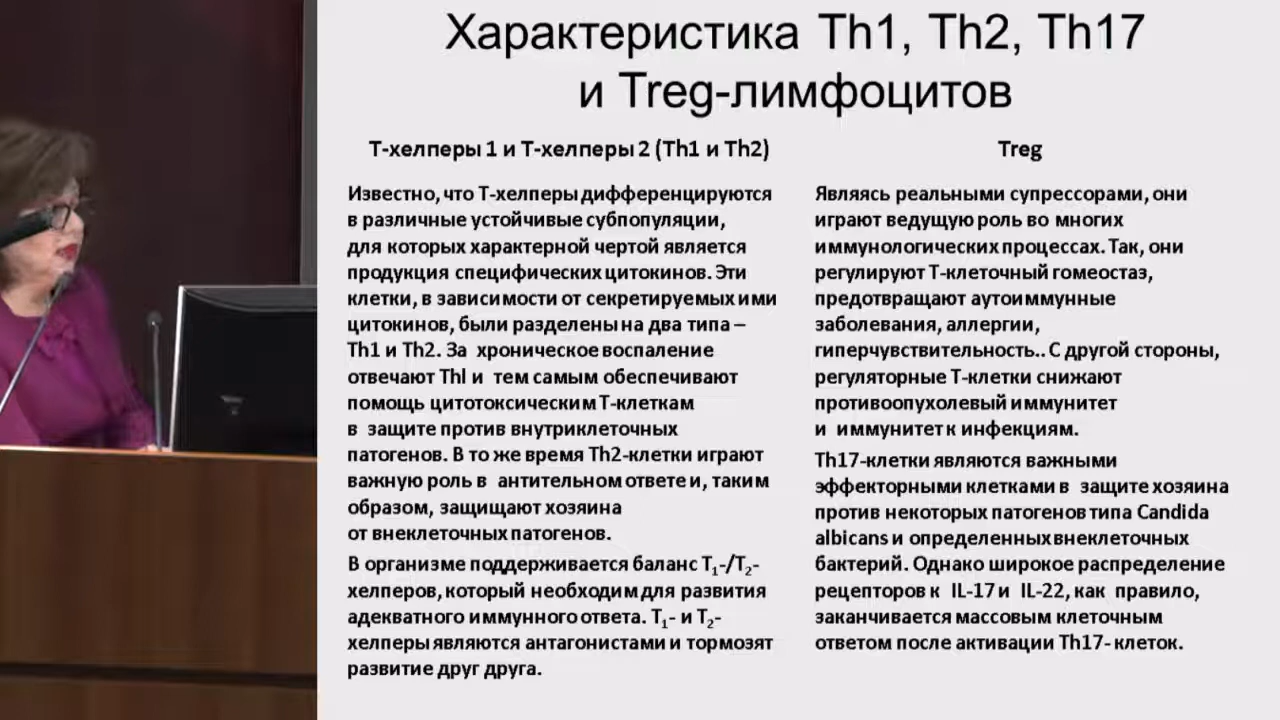 Характеристика Th1, Th2, Th17
и Treg-лимфоцитов
Т-хелперы 1 и Т-хелперы 2 (Th1 и Th2)
Известно, что Т-хелперы дифференцируются
в различные устойчивые субпопуляции,
для которых характерной чертой является
продукция специфических цитокинов. Эти
клетки, в зависимости от секретируемых ими
цитокинов, были разделены на два типа –
Th1 и Th2. За хроническое воспаление
отвечают Thl и тем самым обеспечивают
помощь цитотоксическим Т-клеткам
в защите против внутриклеточных
патогенов. В то же время Th2-клетки играют
важную роль в антительном ответе и, таким
образом, защищают хозяина
от внеклеточных патогенов.
В организме поддерживается баланс Т1-/Т2-
хелперов, который необходим для развития
адекватного иммунного ответа. Т1- и Т2-
хелперы являются антагонистами и тормозят
развитие друг друга.
Treg
Являясь реальными супрессорами, они
играют ведущую роль во многих
иммунологических процессах. Так, они
регулируют Т-клеточный гомеостаз,
предотвращают аутоиммунные
заболевания, аллергии,
гиперчувствительность.. С другой стороны,
регуляторные Т-клетки снижают
противоопухолевый иммунитет
и иммунитет к инфекциям.
Th17-клетки являются важными
эффекторными клетками в защите хозяина
против некоторых патогенов типа Candida
albicans и определенных внеклеточных
бактерий. Однако широкое распределение
рецепторов к IL-17 и IL-22, как правило,
заканчивается массовым клеточным
ответом после активации Th17- клеток.